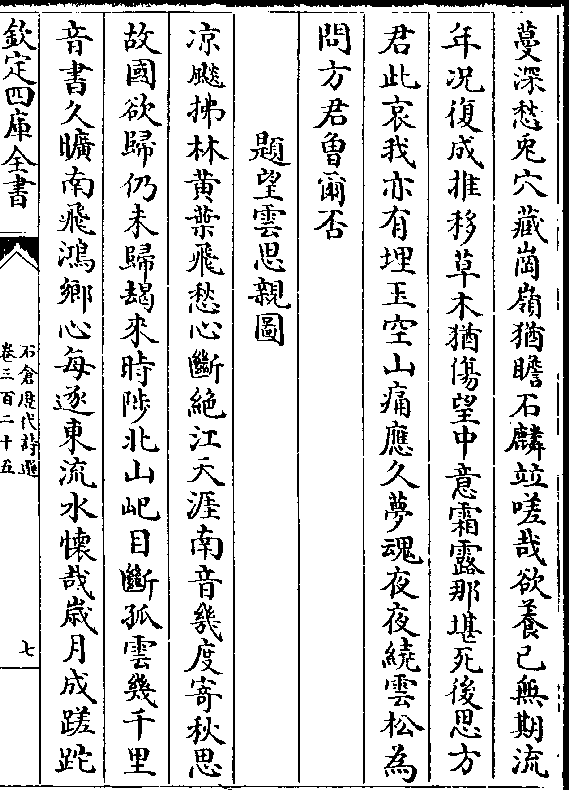 蔓深愁兎穴藏崗嶺猶瞻石麟竝嗟哉欲養已無期流
年况復成推移草木猶傷望中意霜露那堪死後思方
君此哀我亦有埋玉空山痛應久夢魂夜夜繞雲松為
問方君曾爾否
題望雲思親圖
凉飈拂林黄葉飛愁心斷絶江天涯南音幾度寄秋思
故國欲歸仍未歸朅來時陟北山屺目斷孤雲幾千里
音書久曠南飛鴻鄉心每逐東流水懐哉歳月成蹉跎
欽定四庫全書
石倉歴代詩選
卷三百二十五
七